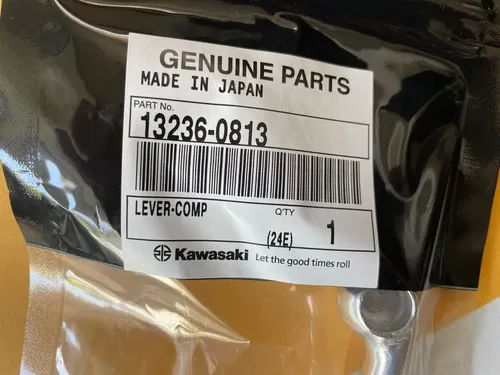 GENUINE PARTS
MADE IN JAPAN
PART No.
13236-0813
LEVER-COMP
Q'TY
(24E)
1
Kawasaki Let the good times roll